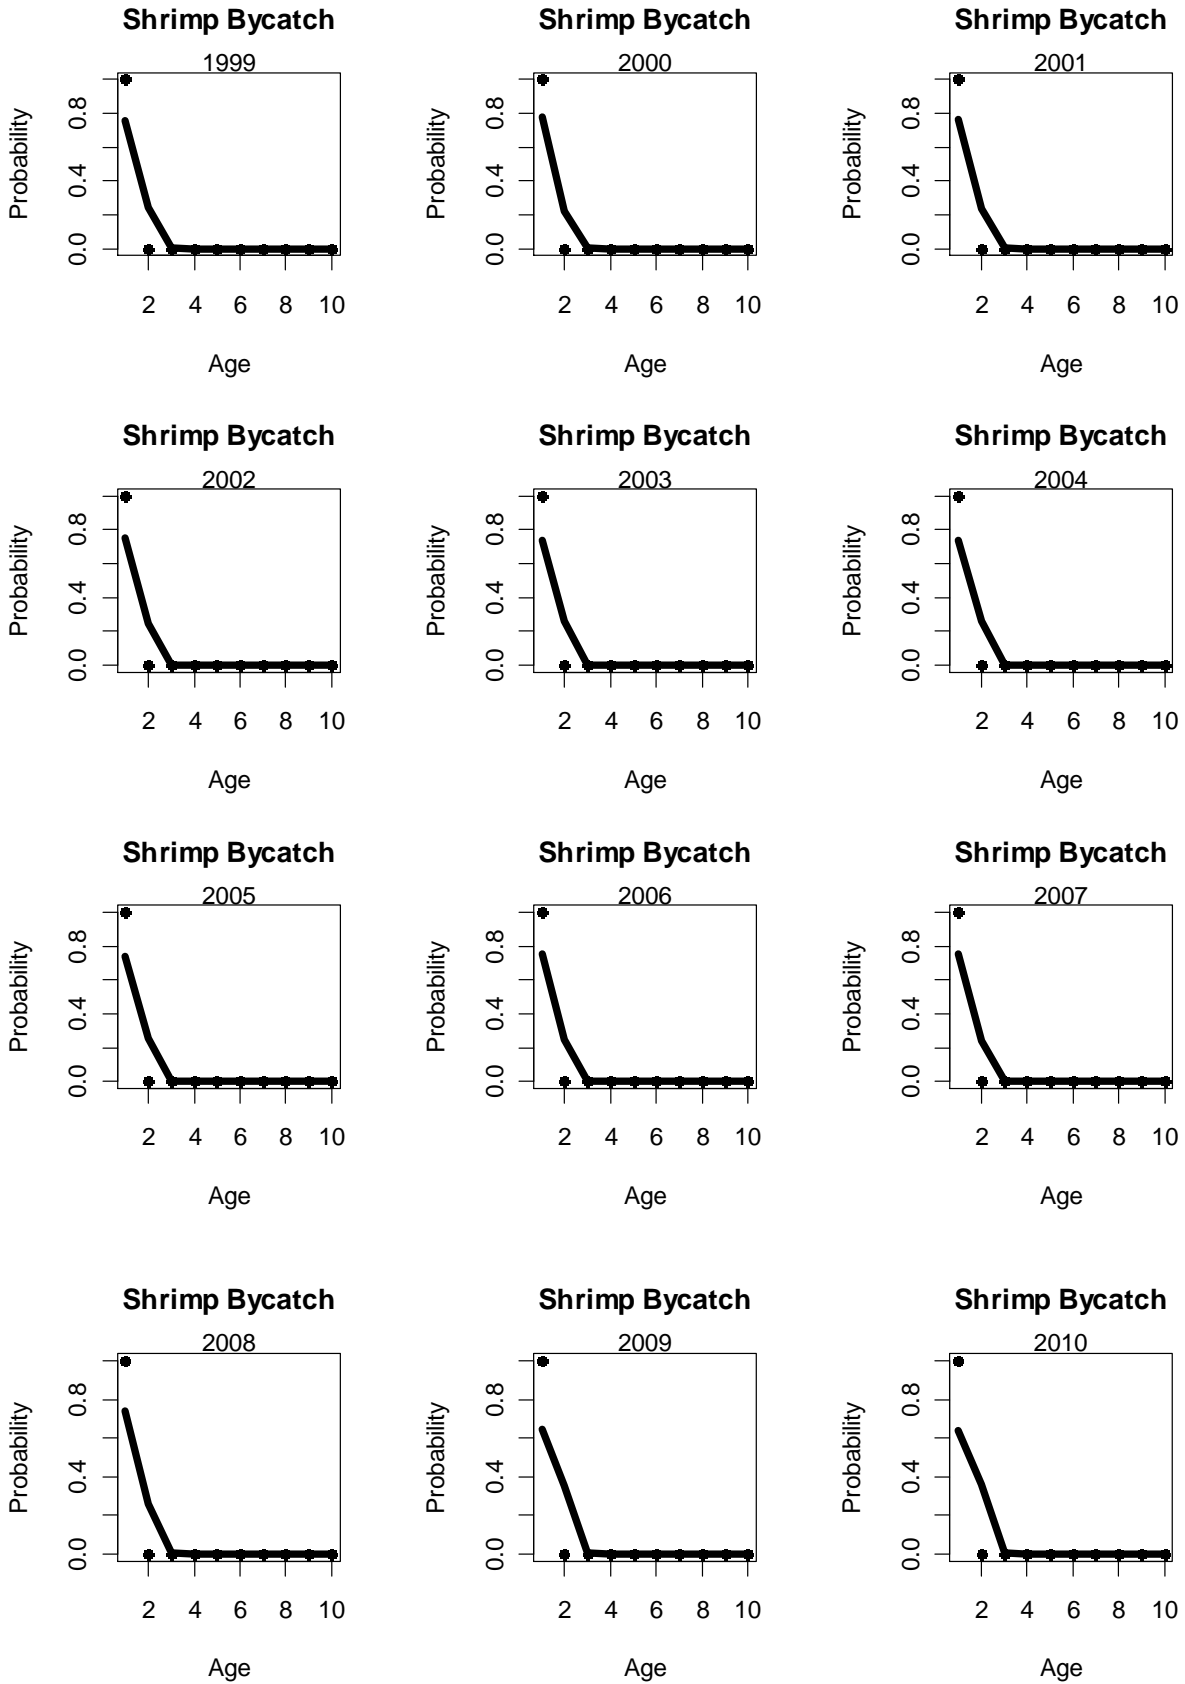 Shrimp Bycatch Shrimp Bycatch Shrimp Bycatch
1999 2000 2001
Probability Probability Probability
0.0 0.4 0.8 0.0 0.4 0.8 0.0 0.4 0.8
2 4 6 8 10 2 4 6 8 10 2 4 6 8 10
Age Age Age
Shrimp Bycatch Shrimp Bycatch Shrimp Bycatch
2002 2003 2004
Probability Probability Probability
0.0 0.4 0.8 0.0 0.4 0.8 0.0 0.4 0.8
2 4 6 8 10 2 4 6 8 10 2 4 6 8 10
Age Age Age
Shrimp Bycatch Shrimp Bycatch Shrimp Bycatch
2005 2006 2007
Probability Probability Probability
0.0 0.4 0.8 0.0 0.4 0.8 0.0 0.4 0.8
2 4 6 8 10 2 4 6 8 10 2 4 6 8 10
Age Age Age
Shrimp Bycatch Shrimp Bycatch Shrimp Bycatch
2008 2009 2010
Probability Probability Probability
0.0 0.4 0.8 0.0 0.4 0.8 0.0 0.4 0.8
2 4 6 8 10 2 4 6 8 10 2 4 6 8 10
Age Age Age